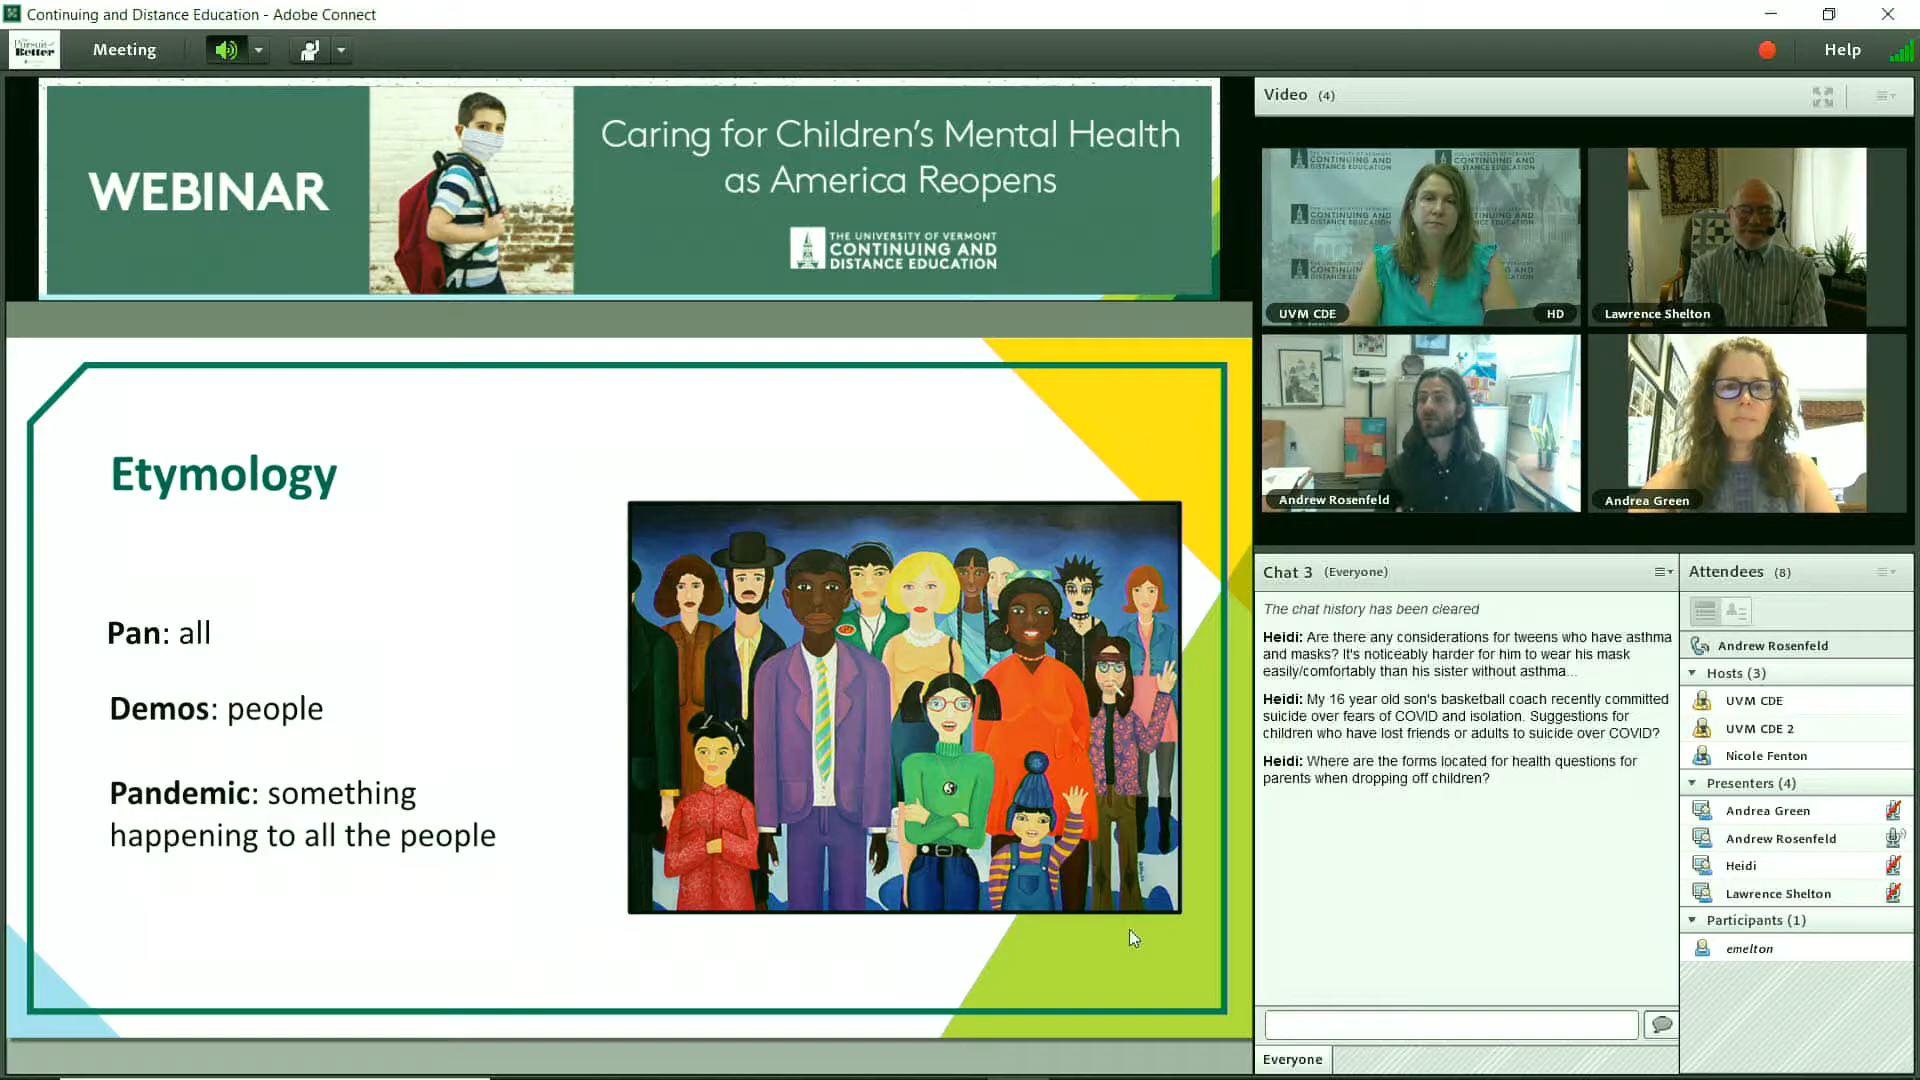 Continuing and Distance Education - Adobe Connect
Pursuit of
Better
Meeting
Help
WEBINAR
Caring for Children's Mental Health
as America Reopens
THE UNIVERSITY OF VERMONT
CONTINUING AND
DISTANCE EDUCATION
Etymology
Pan: all
Demos: people
Pandemic: something
happening to all the people
Video (4)
UVM CDE
HD
Lawrence Shelton
Andrew Rosenfeld
Andrea Green
Chat 3 (Everyone)
The chat history has been cleared
Heidi: Are there any considerations for tweens who have asthma
and masks? It's noticeably harder for him to wear his mask
easily/comfortably than his sister without asthma...
Heidi: My 16 year old son's basketball coach recently committed
suicide over fears of COVID and isolation. Suggestions for
children who have lost friends or adults to suicide over COVID?
Heidi: Where are the forms located for health questions for
parents when dropping off children?
Everyone
Attendees (8)
Andrew Rosenfeld
Hosts (3)
UVM CDE
UVM CDE 2
Nicole Fenton
Presenters (4)
Andrea Green
Andrew Rosenfeld
Heidi
Lawrence Shelton
Participants (1)
emelton